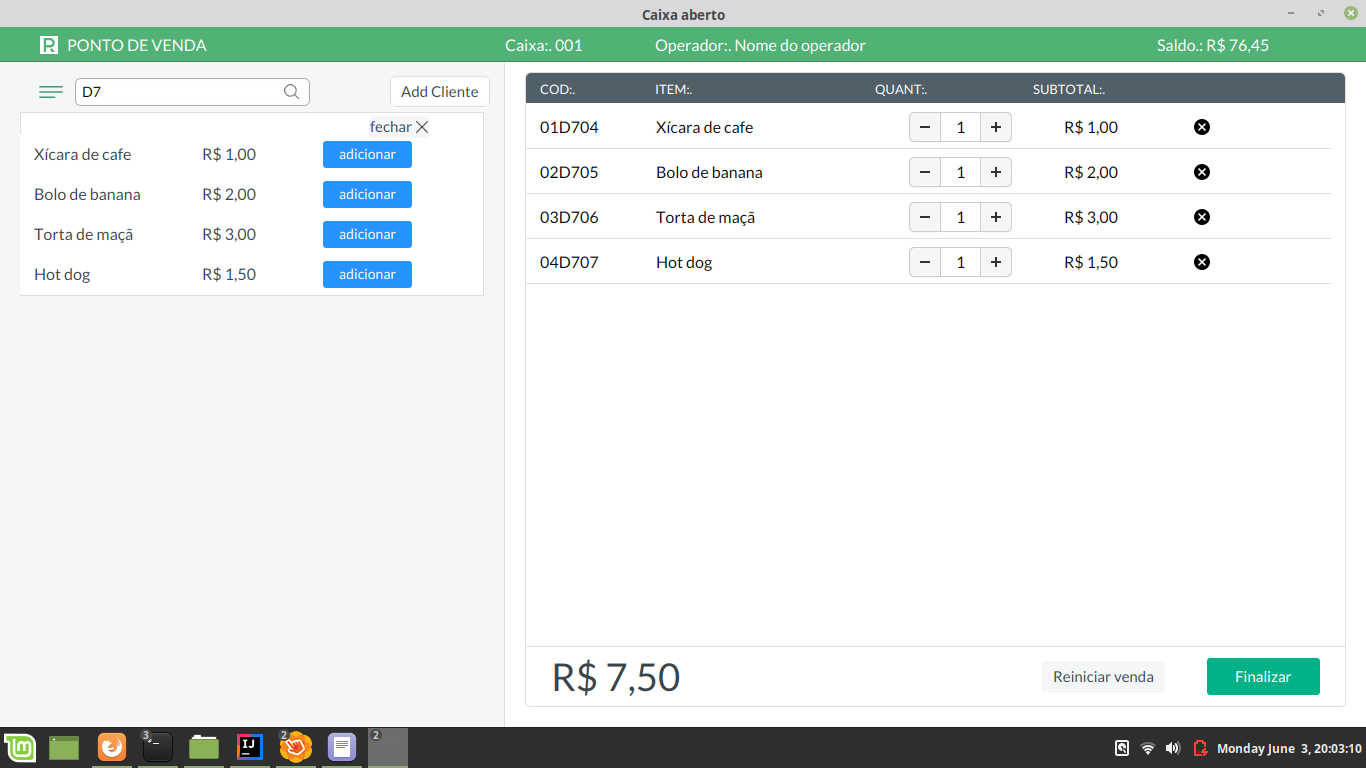 Caixa aberto
PONTO DE VENDA Caixa:. 001 Operador:. Nome do operador Saldo.: R$ 76,45
D7 Add Cliente
fechar
Xícara de cafe R$ 1,00 adicionar
Bolo de banana R$ 2,00 adicionar
Torta de maçã R$ 3,00 adicionar
Hot dog R$ 1,50 adicionar
COD:. ITEM:. QUANT:. SUBTOTAL:.
01D704 Xícara de cafe − 1 + R$ 1,00
02D705 Bolo de banana − 1 + R$ 2,00
03D706 Torta de maçã − 1 + R$ 3,00
04D707 Hot dog − 1 + R$ 1,50
R$ 7,50 Reiniciar venda Finalizar
3 IJ 2 2 Monday June 3, 20:03:10